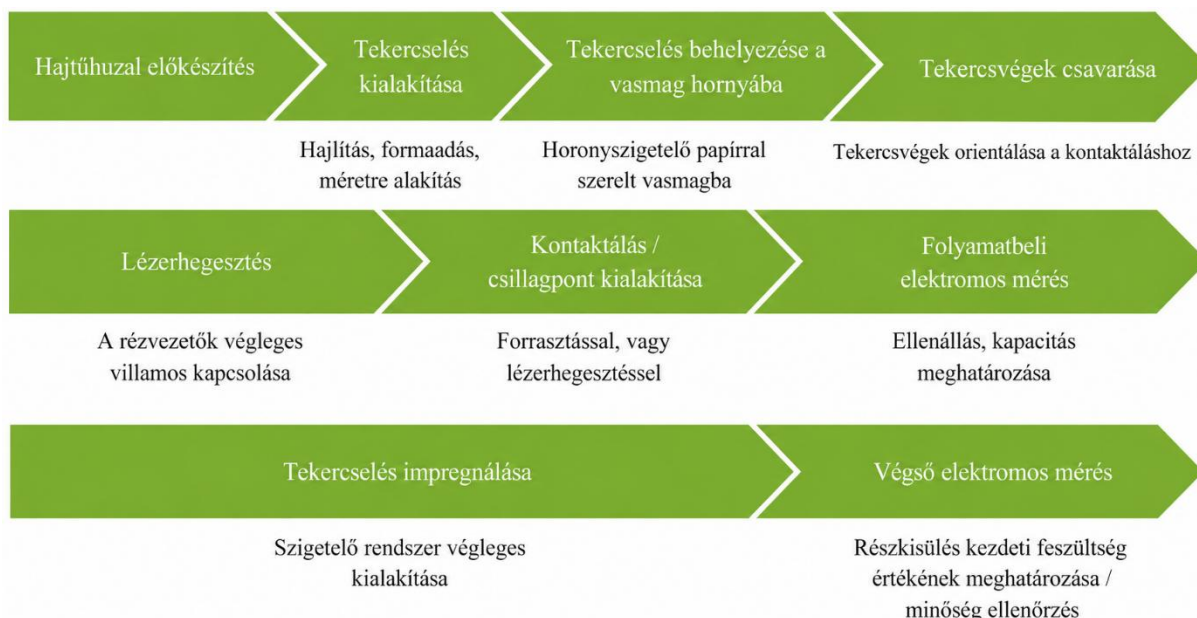 Hajtűhuzal előkészítés
Tekercselés
kialakítása
Tekercselés behelyezése a
vasmag hornyába
Tekercsvégek csavarása
Hajlítás, formaadás,
méretre alakítás
Horonyszigetelő papírral
szerelt vasmagba
Tekercsvégek orientálása a kontaktáláshoz
Lézerhegesztés
Kontaktálás /
csillagpont kialakítása
Folyamatbeli
elektromos mérés
A rézvezetők végleges
villamos kapcsolása
Forrasztással, vagy
lézerhegesztéssel
Ellenállás, kapacitás
meghatározása
Tekercselés impregnálása
Végső elektromos mérés
Szigetelő rendszer végleges
kialakítása
Részkisülés kezdeti feszültség
értékének meghatározása /
minőség ellenőrzés